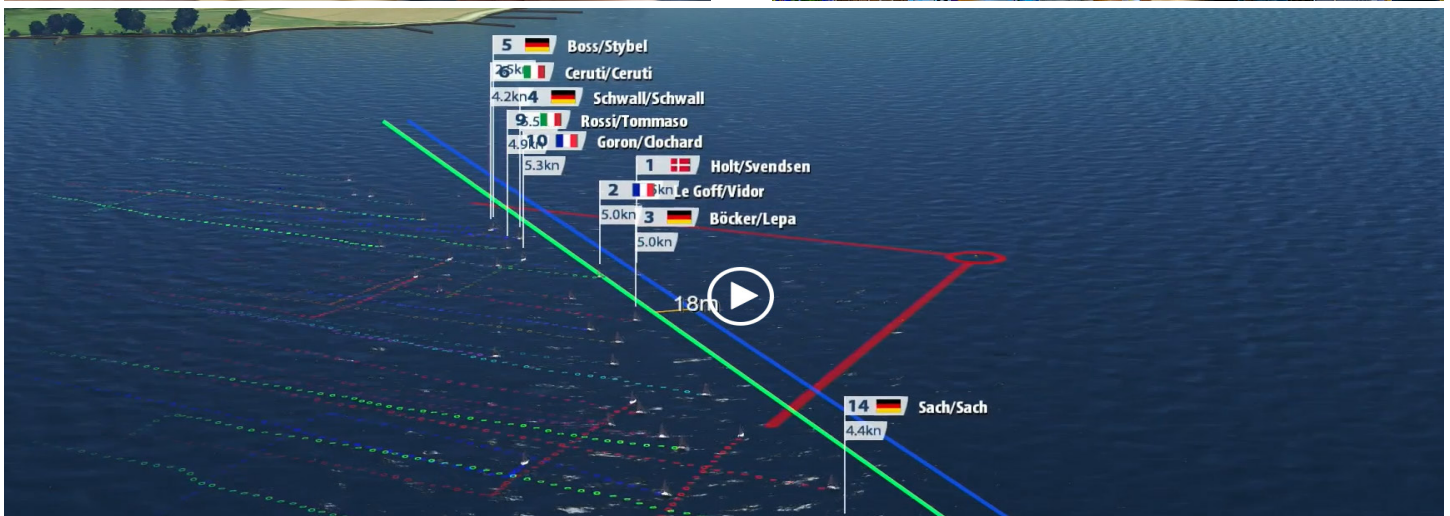 5 Boss/Stybel
6 Ceruti/Ceruti
4.2kn 4 Schwall/Schwall
9 Rossi/Tommaso
4.9kn 10 Goron/Clochard
5.3kn
1 Holt/Svendsen
2 Le Goff/Vidor
5.0kn 3 Böcker/Lepa
5.0kn
18m
14 Sach/Sach
4.4kn